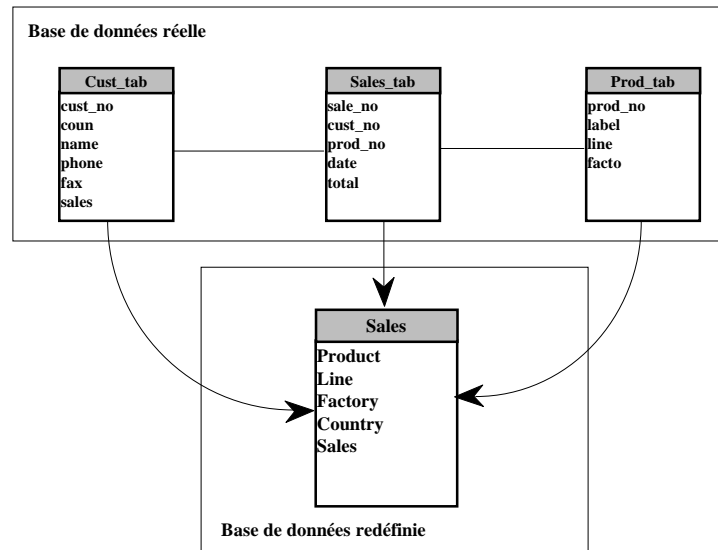 Base de données réelle
Cust_tab
cust_no
coun
name
phone
fax
sales
Sales_tab
sale_no
cust_no
prod_no
date
total
Prod_tab
prod_no
label
line
facto
Sales
Product
Line
Factory
Country
Sales
Base de données redéfinie